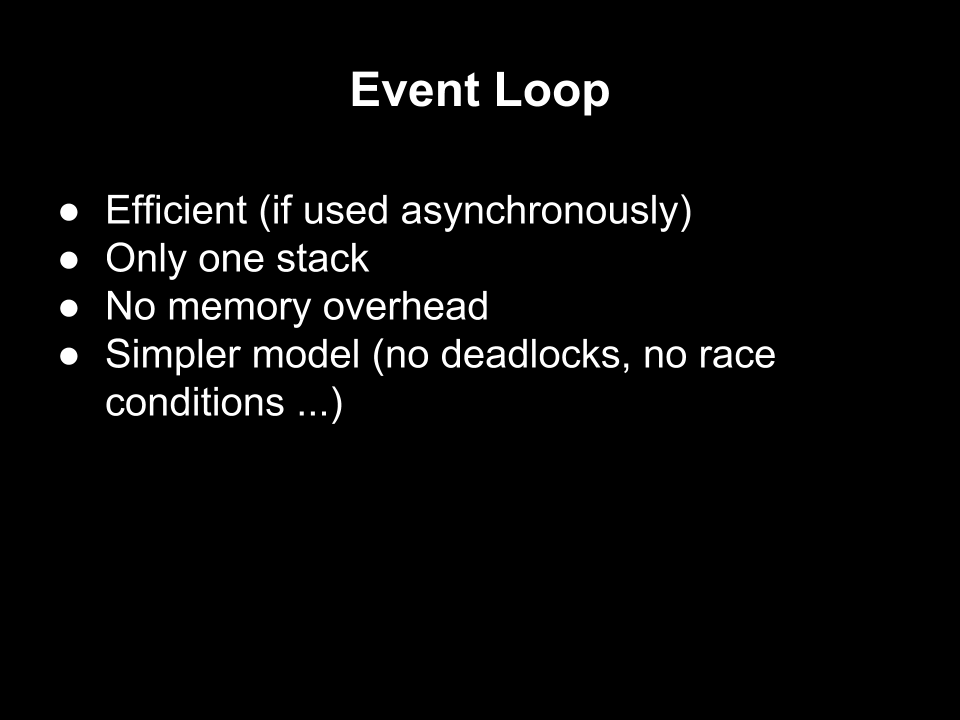 Event Loop
● Efficient (if used asynchronously)
● Only one stack
● No memory overhead
● Simpler model (no deadlocks, no race
conditions ...)